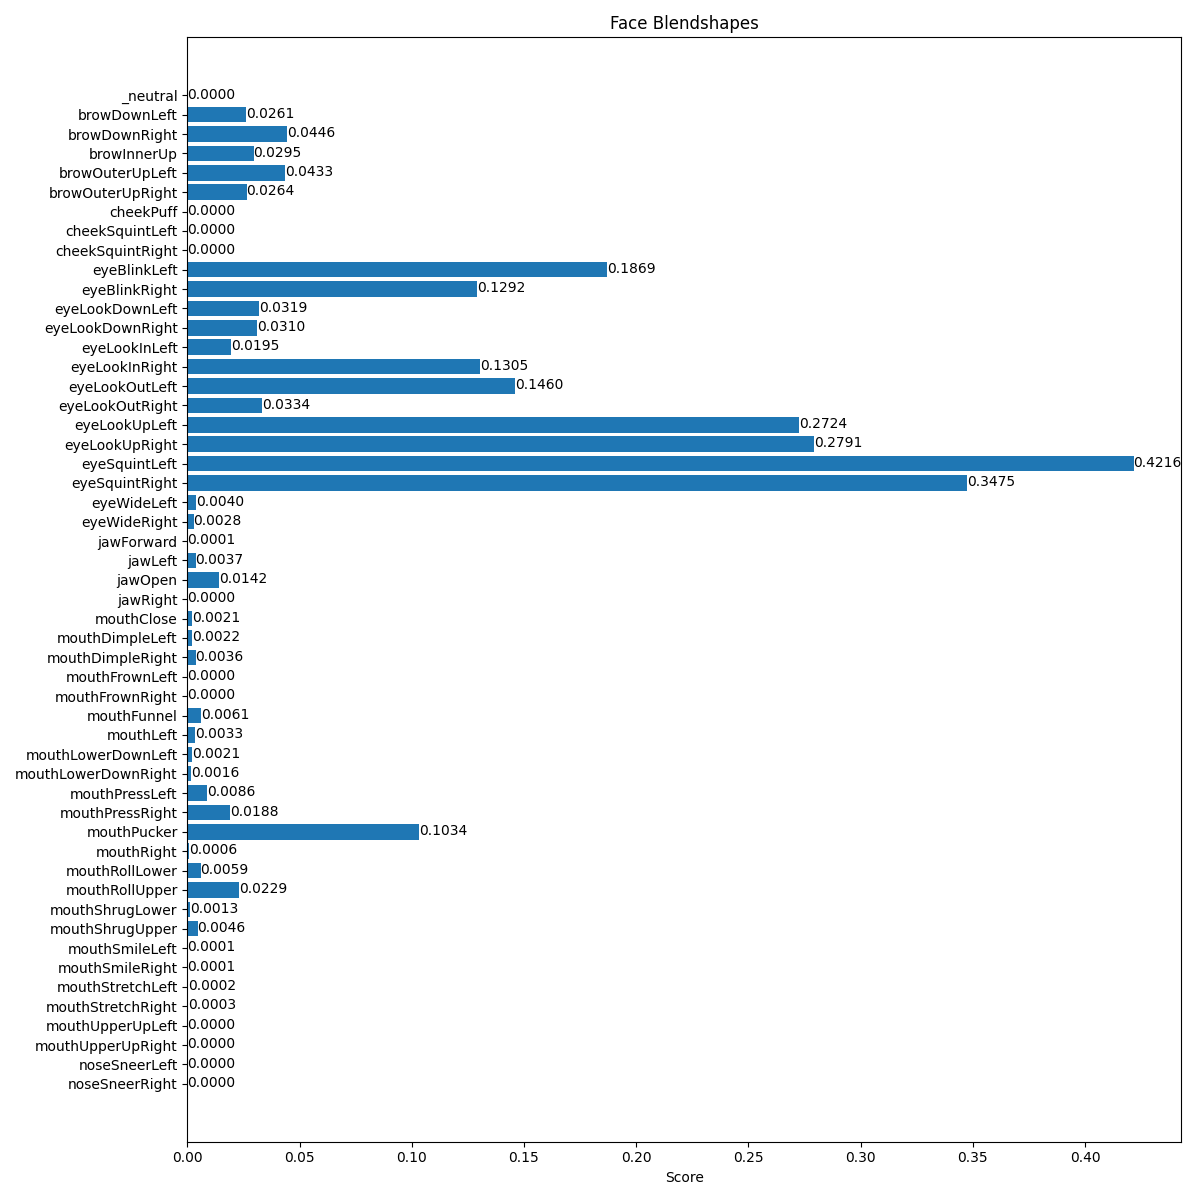 Face Blendshapes
_neutral 0.0000
browDownLeft 0.0261
browDownRight 0.0446
browInnerUp 0.0295
browOuterUpLeft 0.0433
browOuterUpRight 0.0264
cheekPuff 0.0000
cheekSquintLeft 0.0000
cheekSquintRight 0.0000
eyeBlinkLeft 0.1869
eyeBlinkRight 0.1292
eyeLookDownLeft 0.0319
eyeLookDownRight 0.0310
eyeLookInLeft 0.0195
eyeLookInRight 0.1305
eyeLookOutLeft 0.1460
eyeLookOutRight 0.0334
eyeLookUpLeft 0.2724
eyeLookUpRight 0.2791
eyeSquintLeft 0.4216
eyeSquintRight 0.3475
eyeWideLeft 0.0040
eyeWideRight 0.0028
jawForward 0.0001
jawLeft 0.0037
jawOpen 0.0142
jawRight 0.0000
mouthClose 0.0021
mouthDimpleLeft 0.0022
mouthDimpleRight 0.0036
mouthFrownLeft 0.0000
mouthFrownRight 0.0000
mouthFunnel 0.0061
mouthLeft 0.0033
mouthLowerDownLeft 0.0021
mouthLowerDownRight 0.0016
mouthPressLeft 0.0086
mouthPressRight 0.0188
mouthPucker 0.1034
mouthRight 0.0006
mouthRollLower 0.0059
mouthRollUpper 0.0229
mouthShrugLower 0.0013
mouthShrugUpper 0.0046
mouthSmileLeft 0.0001
mouthSmileRight 0.0001
mouthStretchLeft 0.0002
mouthStretchRight 0.0003
mouthUpperUpLeft 0.0000
mouthUpperUpRight 0.0000
noseSneerLeft 0.0000
noseSneerRight 0.0000
0.00 0.05 0.10 0.15 0.20 0.25 0.30 0.35 0.40
Score